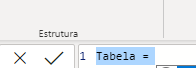 Estrutura
1 Tabela =